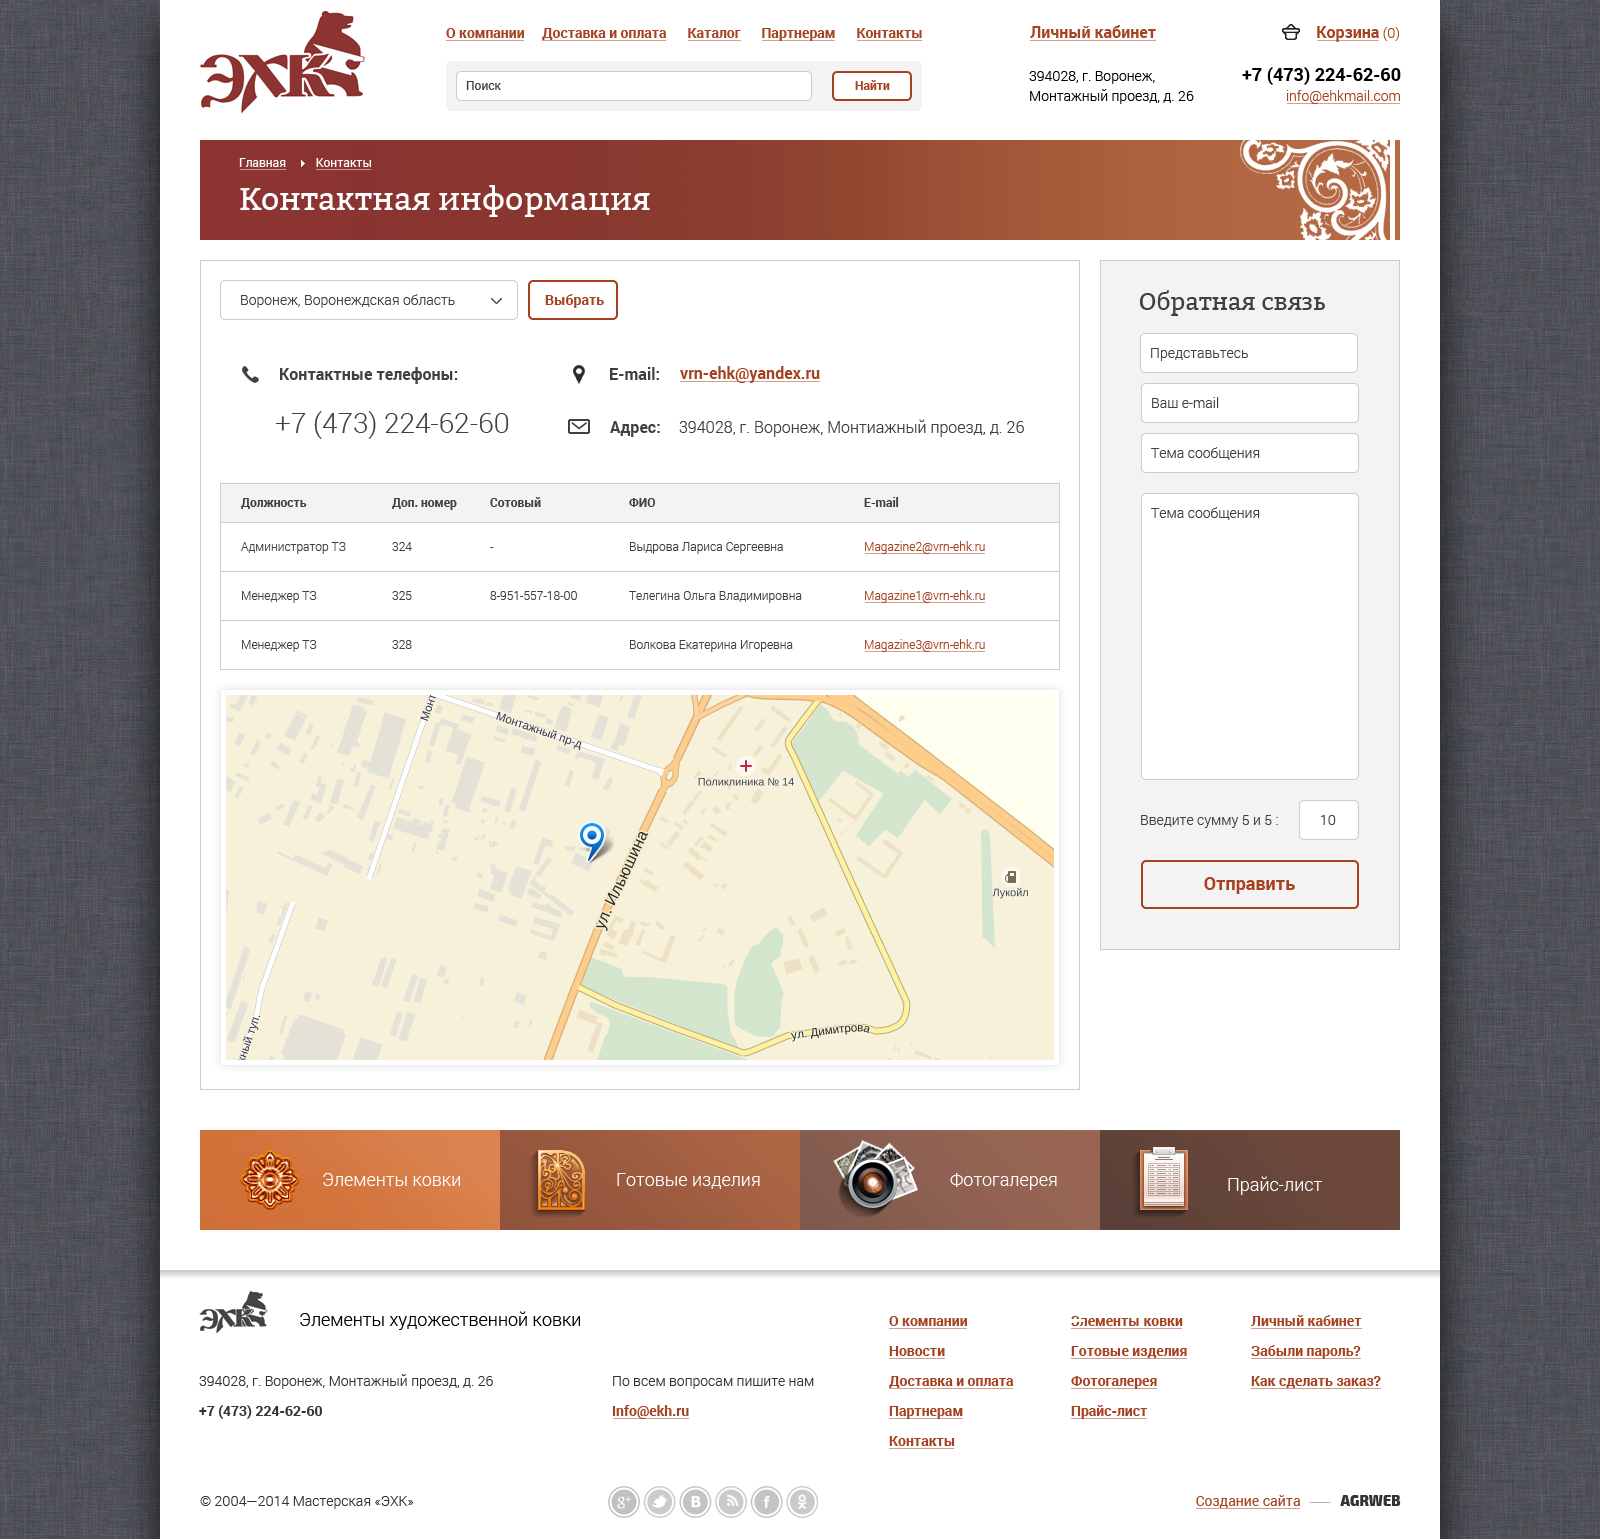 ЭХК
О компании Доставка и оплата Каталог Партнерам Контакты
Личный кабинет
Корзина (0)
Поиск
Найти
394028, г. Воронеж,
Монтажный проезд, д. 26
+7 (473) 224-62-60
info@ehkmail.com
Главная Контакты
Контактная информация
Воронеж, Воронеждская область
Выбрать
Контактные телефоны:
+7 (473) 224-62-60
E-mail: vrn-ehk@yandex.ru
Адрес: 394028, г. Воронеж, Монтиажный проезд, д. 26
Должность Доп. номер Сотовый ФИО E-mail
Администратор ТЗ 324 - Выдрова Лариса Сергеевна Magazine2@vrn-ehk.ru
Менеджер ТЗ 325 8-951-557-18-00 Телегина Ольга Владимировна Magazine1@vrn-ehk.ru
Менеджер ТЗ 328 Волкова Екатерина Игоревна Magazine3@vrn-ehk.ru
Монт
Монтажный пр-д
Поликлиника № 14
ул. Ильюшина
Лукойл
ул. Димитрова
жный туп.
Обратная связь
Представьтесь
Ваш e-mail
Тема сообщения
Тема сообщения
Введите сумму 5 и 5 : 10
Отправить
Элементы ковки
Готовые изделия
Фотогалерея
Прайс-лист
ЭХК
Элементы художественной ковки
394028, г. Воронеж, Монтажный проезд, д. 26
+7 (473) 224-62-60
По всем вопросам пишите нам
Info@ekh.ru
О компании
Новости
Доставка и оплата
Партнерам
Контакты
Элементы ковки
Готовые изделия
Фотогалерея
Прайс-лист
Личный кабинет
Забыли пароль?
Как сделать заказ?
© 2004—2014 Мастерская «ЭХК»
g+ B f
Создание сайта — AGRWEB